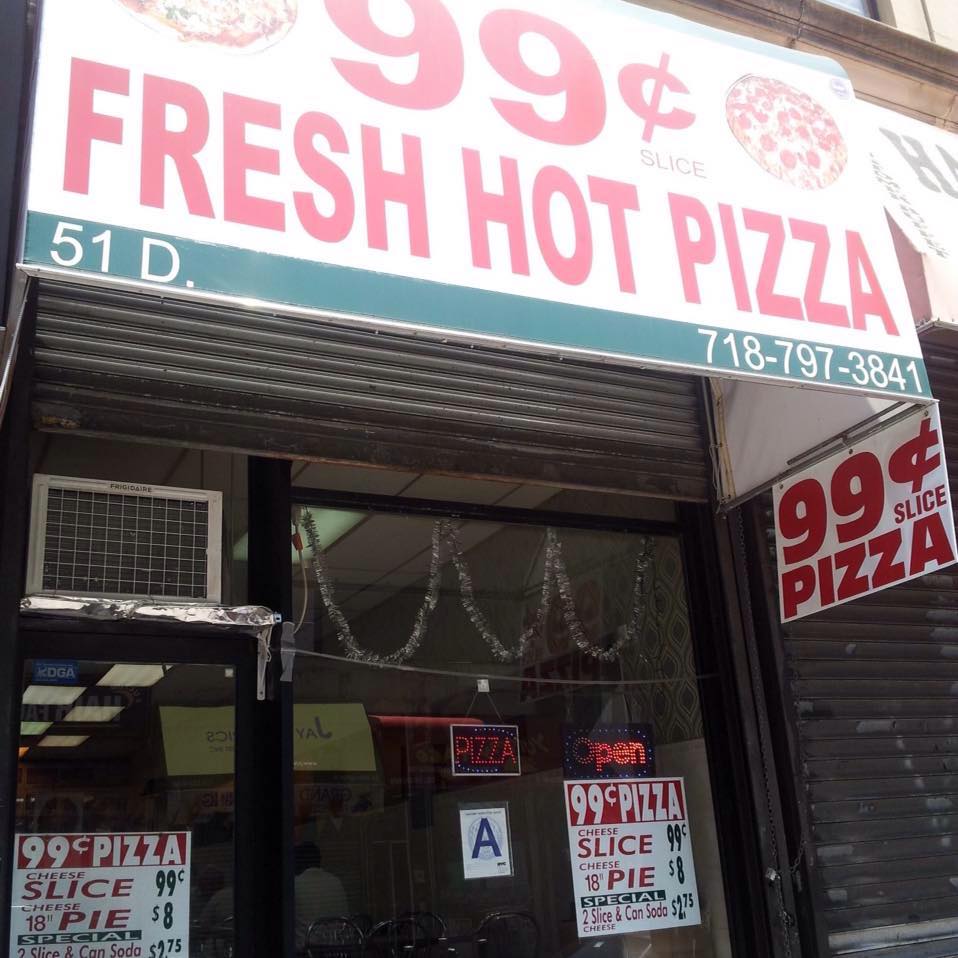 99¢
SLICE
FRESH HOT PIZZA
51 D.
718-797-3841
99¢
SLICE
PIZZA
FRIGIDAIRE
PIZZA
Open
A
99¢ PIZZA
CHEESE
SLICE 99¢
CHEESE
18" PIE $8
SPECIAL
2 Slice & Can Soda $2.75
CHEESE
99¢ PIZZA
CHEESE
SLICE 99¢
CHEESE
18" PIE $8
SPECIAL
2 Slice & Can Soda $2.75